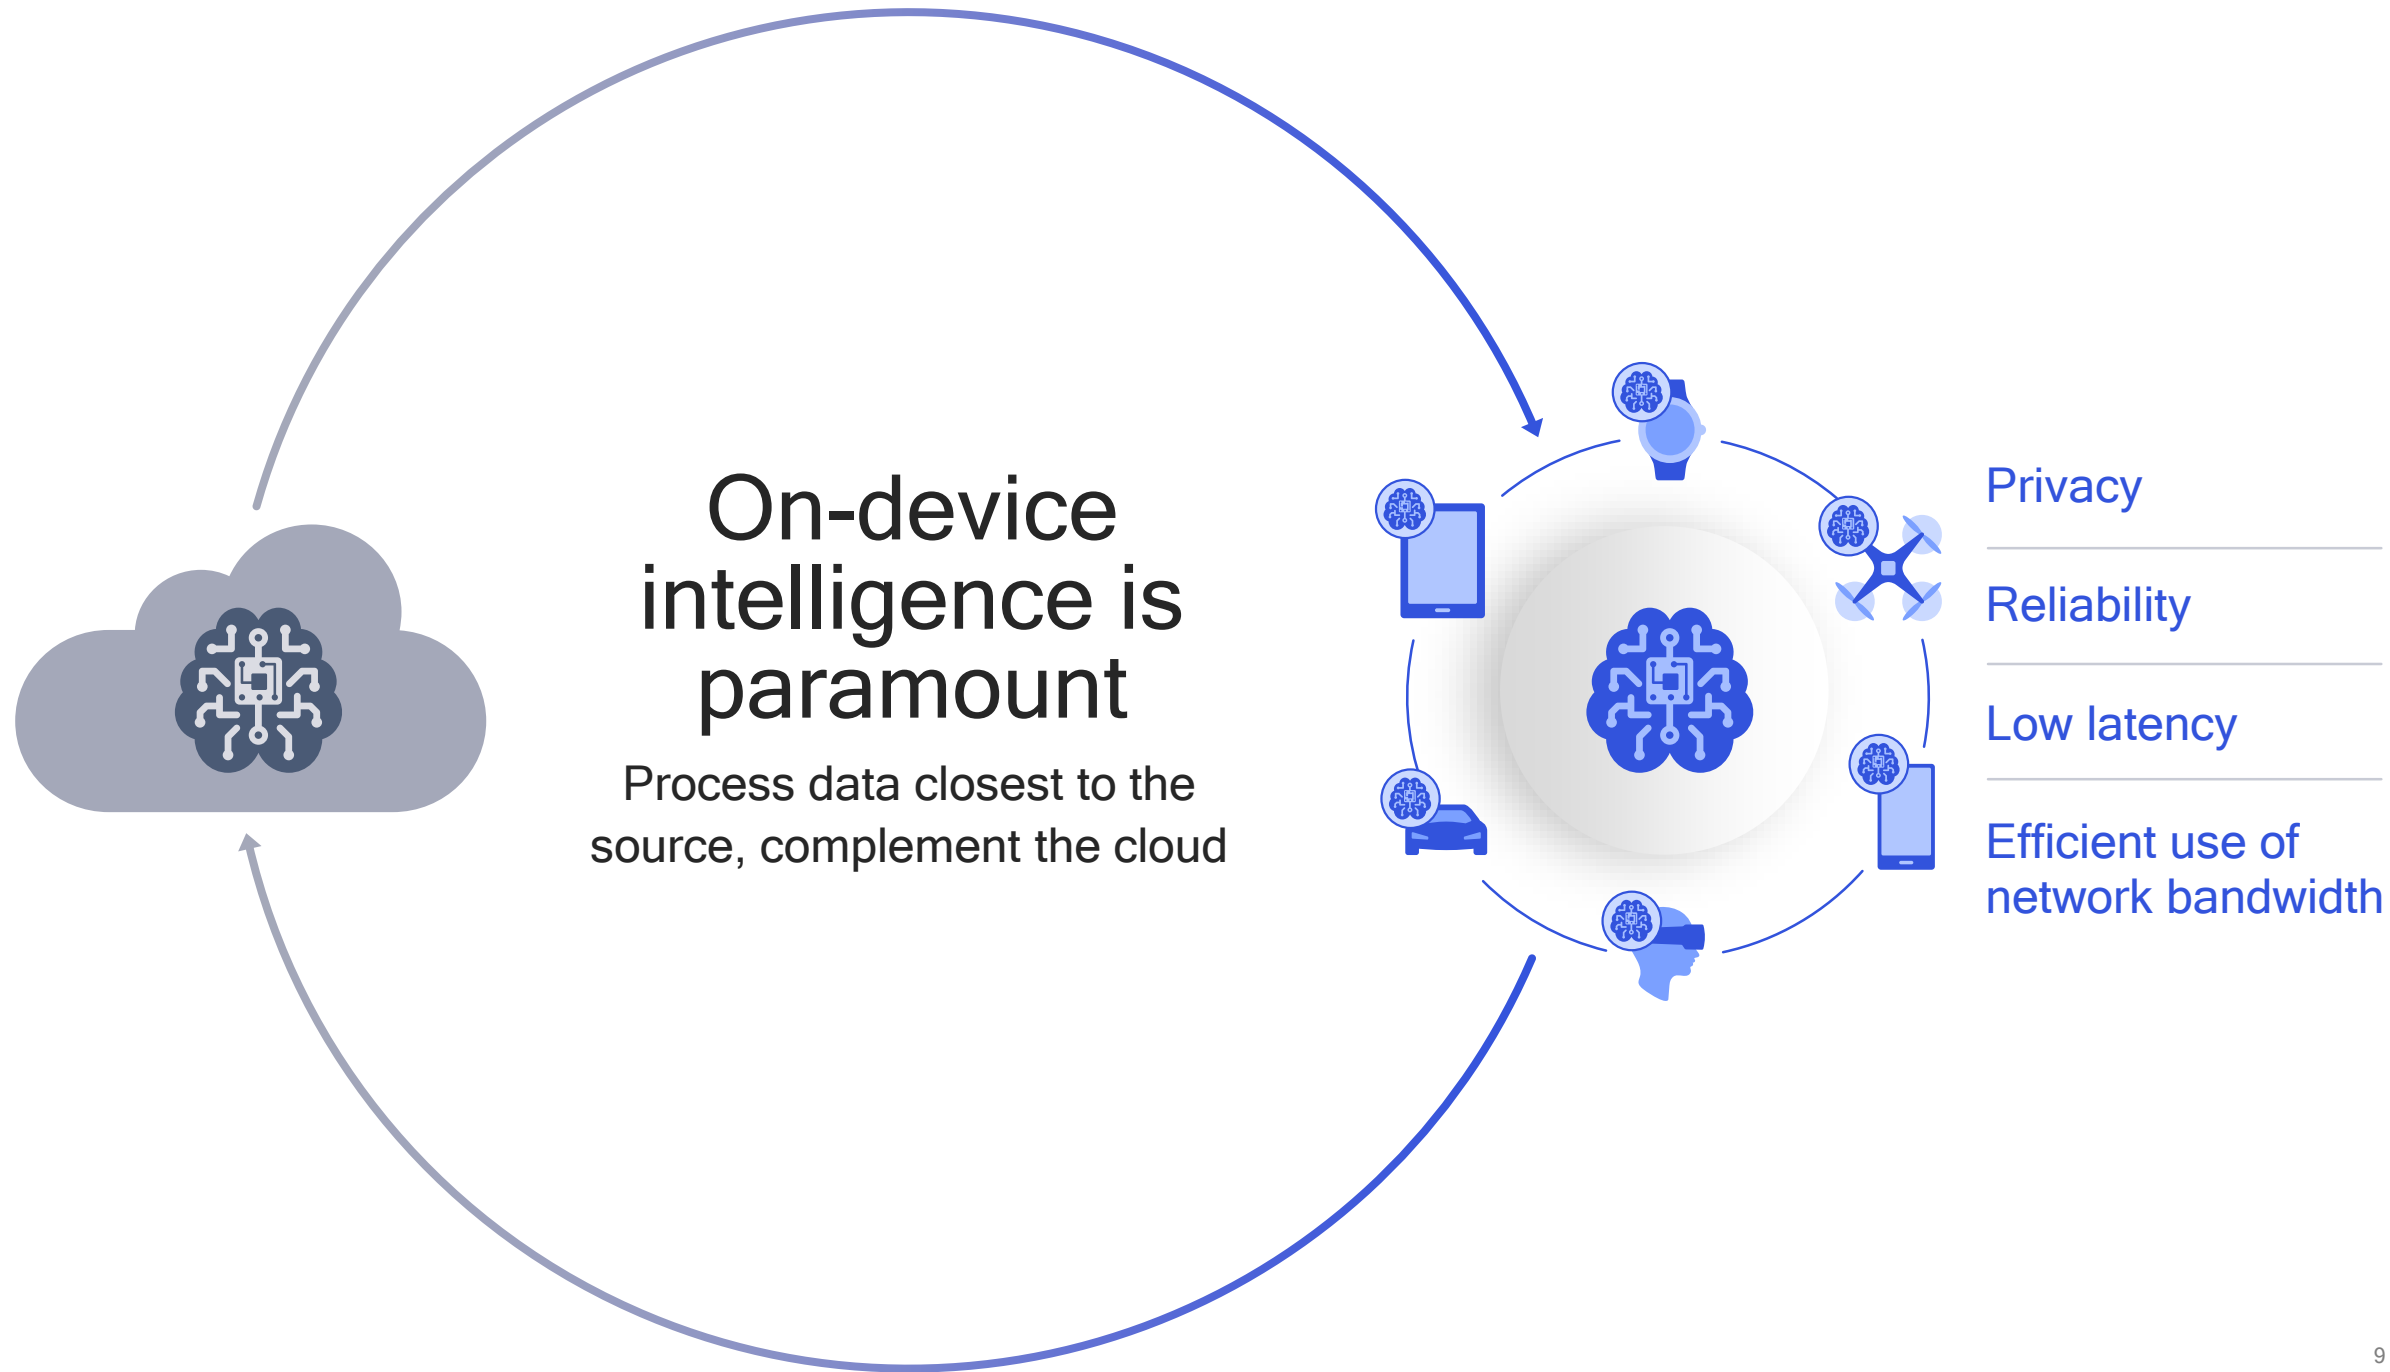 On-device
intelligence is
paramount
Process data closest to the
source, complement the cloud
Privacy
Reliability
Low latency
Efficient use of
network bandwidth
9